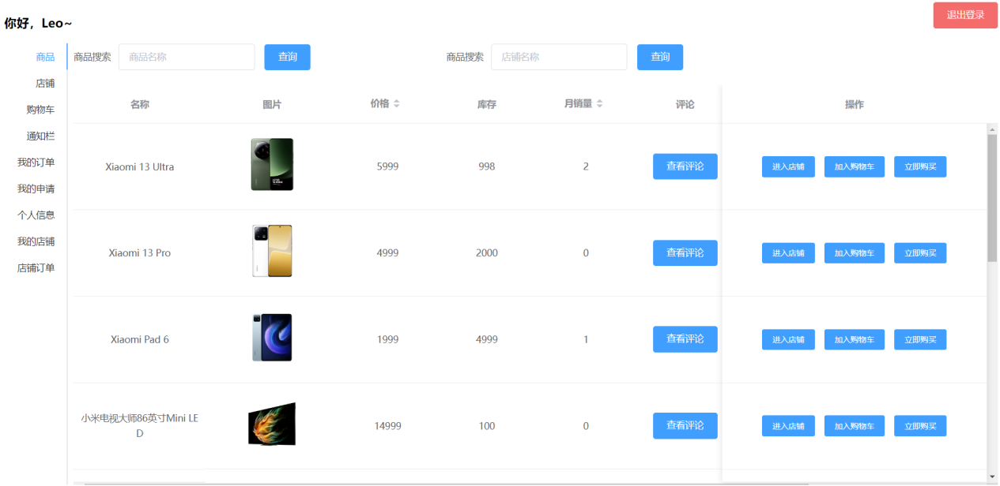 退出登录
你好，Leo~
商品
店铺
购物车
通知栏
我的订单
我的申请
个人信息
我的店铺
店铺订单
商品搜索 商品名称 查询 商品搜索 店铺名称 查询
名称 图片 价格 库存 月销量 评论 操作
Xiaomi 13 Ultra 5999 998 2 查看评论 进入店铺 加入购物车 立即购买
Xiaomi 13 Pro 4999 2000 0 查看评论 进入店铺 加入购物车 立即购买
Xiaomi Pad 6 1999 4999 1 查看评论 进入店铺 加入购物车 立即购买
小米电视大师86英寸Mini LE
D 14999 100 0 查看评论 进入店铺 加入购物车 立即购买